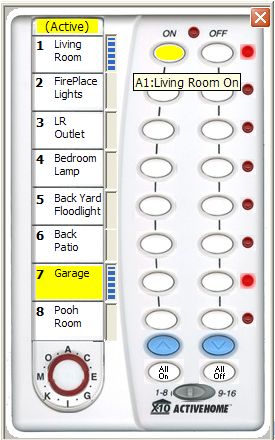 (Active)
ON OFF
1 Living
Room
A1:Living Room On
2 FirePlace
Lights
3 LR
Outlet
4 Bedroom
Lamp
5 Back Yard
Floodlight
6 Back
Patio
7 Garage
8 Pooh
Room
All
On
All
Off
A
C
E
G
I
K
M
O
1-8 9-16
X10 ACTIVEHOME™